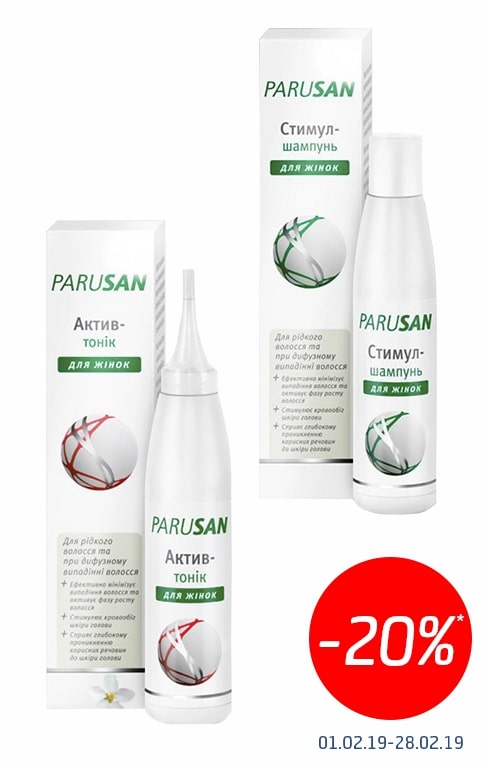 PARUSAN
Стимул-
шампунь
для жінок
Для рідкого
волосся та
при дифузному
випадінні волосся
+ Ефективно мінімізує
випадіння волосся та
активує фазу росту
волосся
+ Стимулює кровообіг
шкіри голови
+ Сприяє глибокому
проникненню
корисних речовин
до шкіри голови
PARUSAN
Стимул-
шампунь
для жінок
PARUSAN
Актив-
тонік
для жінок
Для рідкого
волосся та
при дифузному
випадінні волосся
+ Ефективно мінімізує
випадіння волосся та
активує фазу росту
волосся
+ Стимулює кровообіг
шкіри голови
+ Сприяє глибокому
проникненню
корисних речовин
до шкіри голови
PARUSAN
Актив-
тонік
для жінок
-20%*
01.02.19-28.02.19